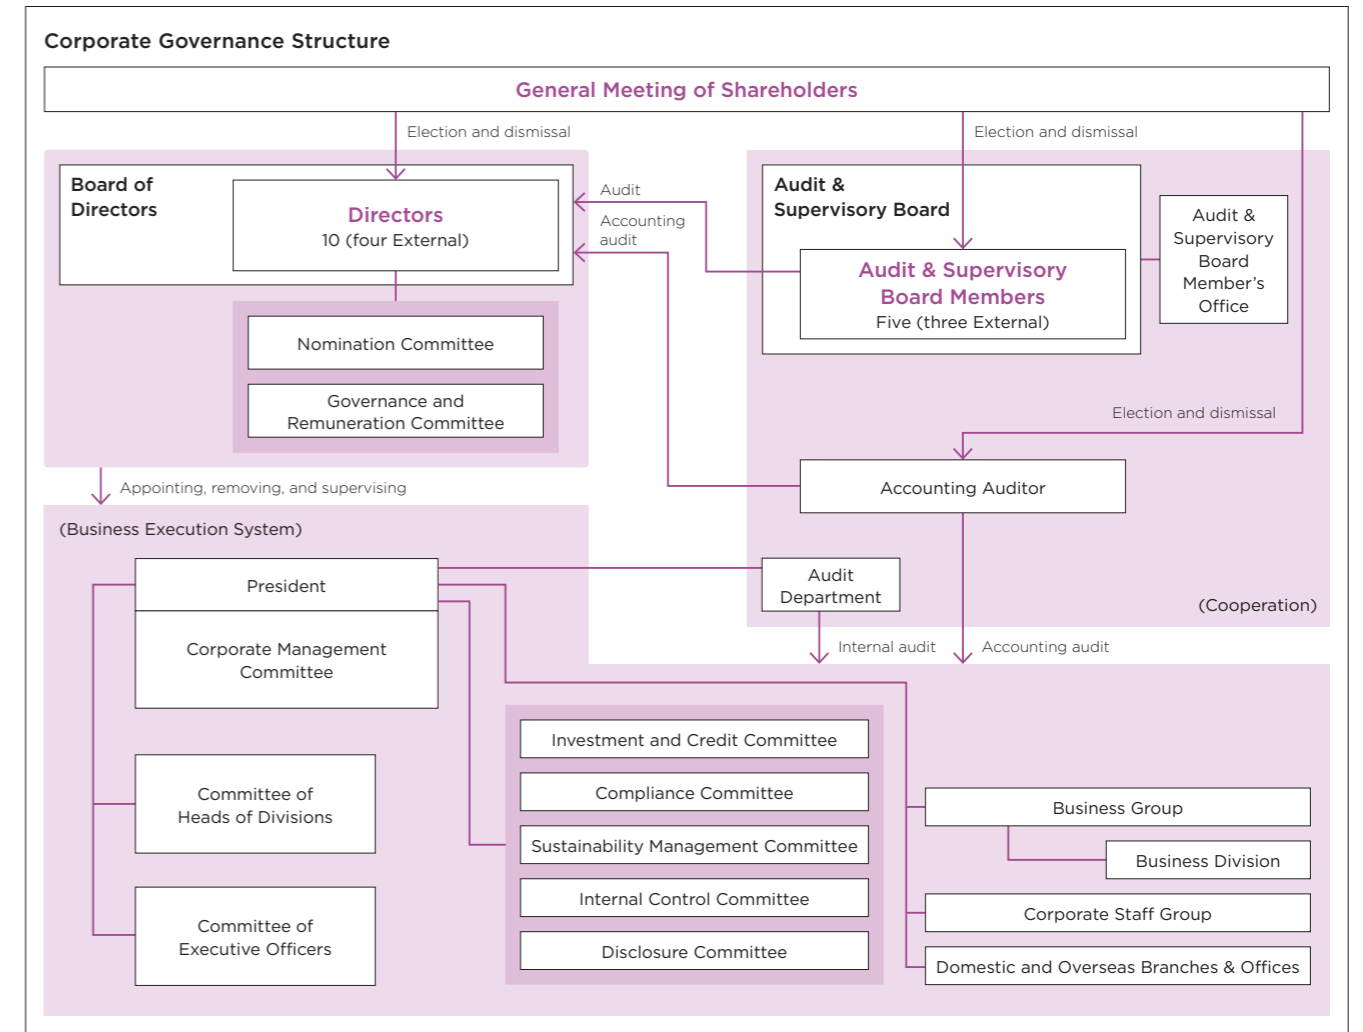 Corporate Governance Structure
General Meeting of Shareholders
Election and dismissal
Election and dismissal
Board of
Directors
Directors
10 (four External)
Audit
Accounting
audit
Audit &
Supervisory Board
Audit & Supervisory
Board Members
Five (three External)
Audit &
Supervisory
Board
Member’s
Office
Nomination Committee
Governance and
Remuneration Committee
Election and dismissal
Accounting Auditor
Appointing, removing, and supervising
(Business Execution System)
President
Corporate Management
Committee
Audit
Department
(Cooperation)
Internal audit
Accounting audit
Committee of
Heads of Divisions
Committee of
Executive Officers
Investment and Credit Committee
Compliance Committee
Sustainability Management Committee
Internal Control Committee
Disclosure Committee
Business Group
Business Division
Corporate Staff Group
Domestic and Overseas Branches & Offices